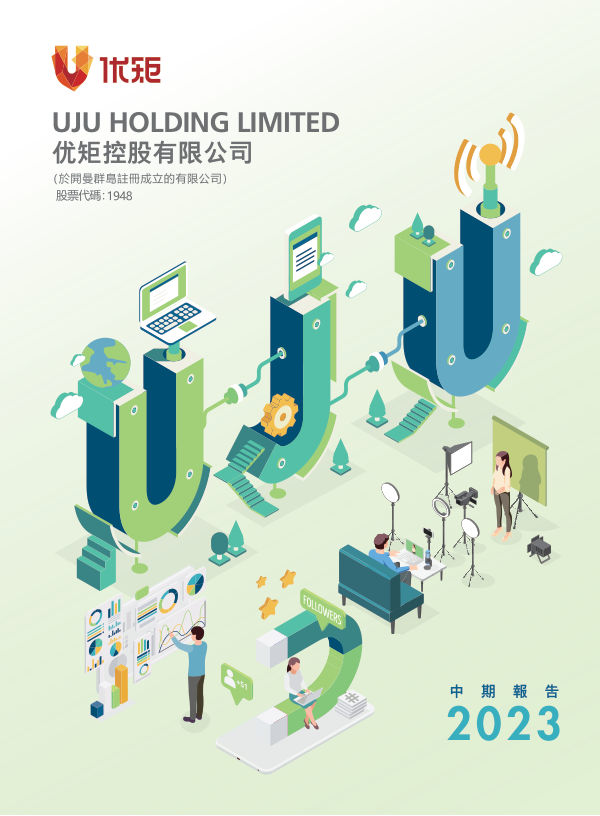 优矩
UJU HOLDING LIMITED
优矩控股有限公司
(於開曼群島註冊成立的有限公司)
股票代碼：1948
FOLLOWERS
+51
#
中期報告
2023